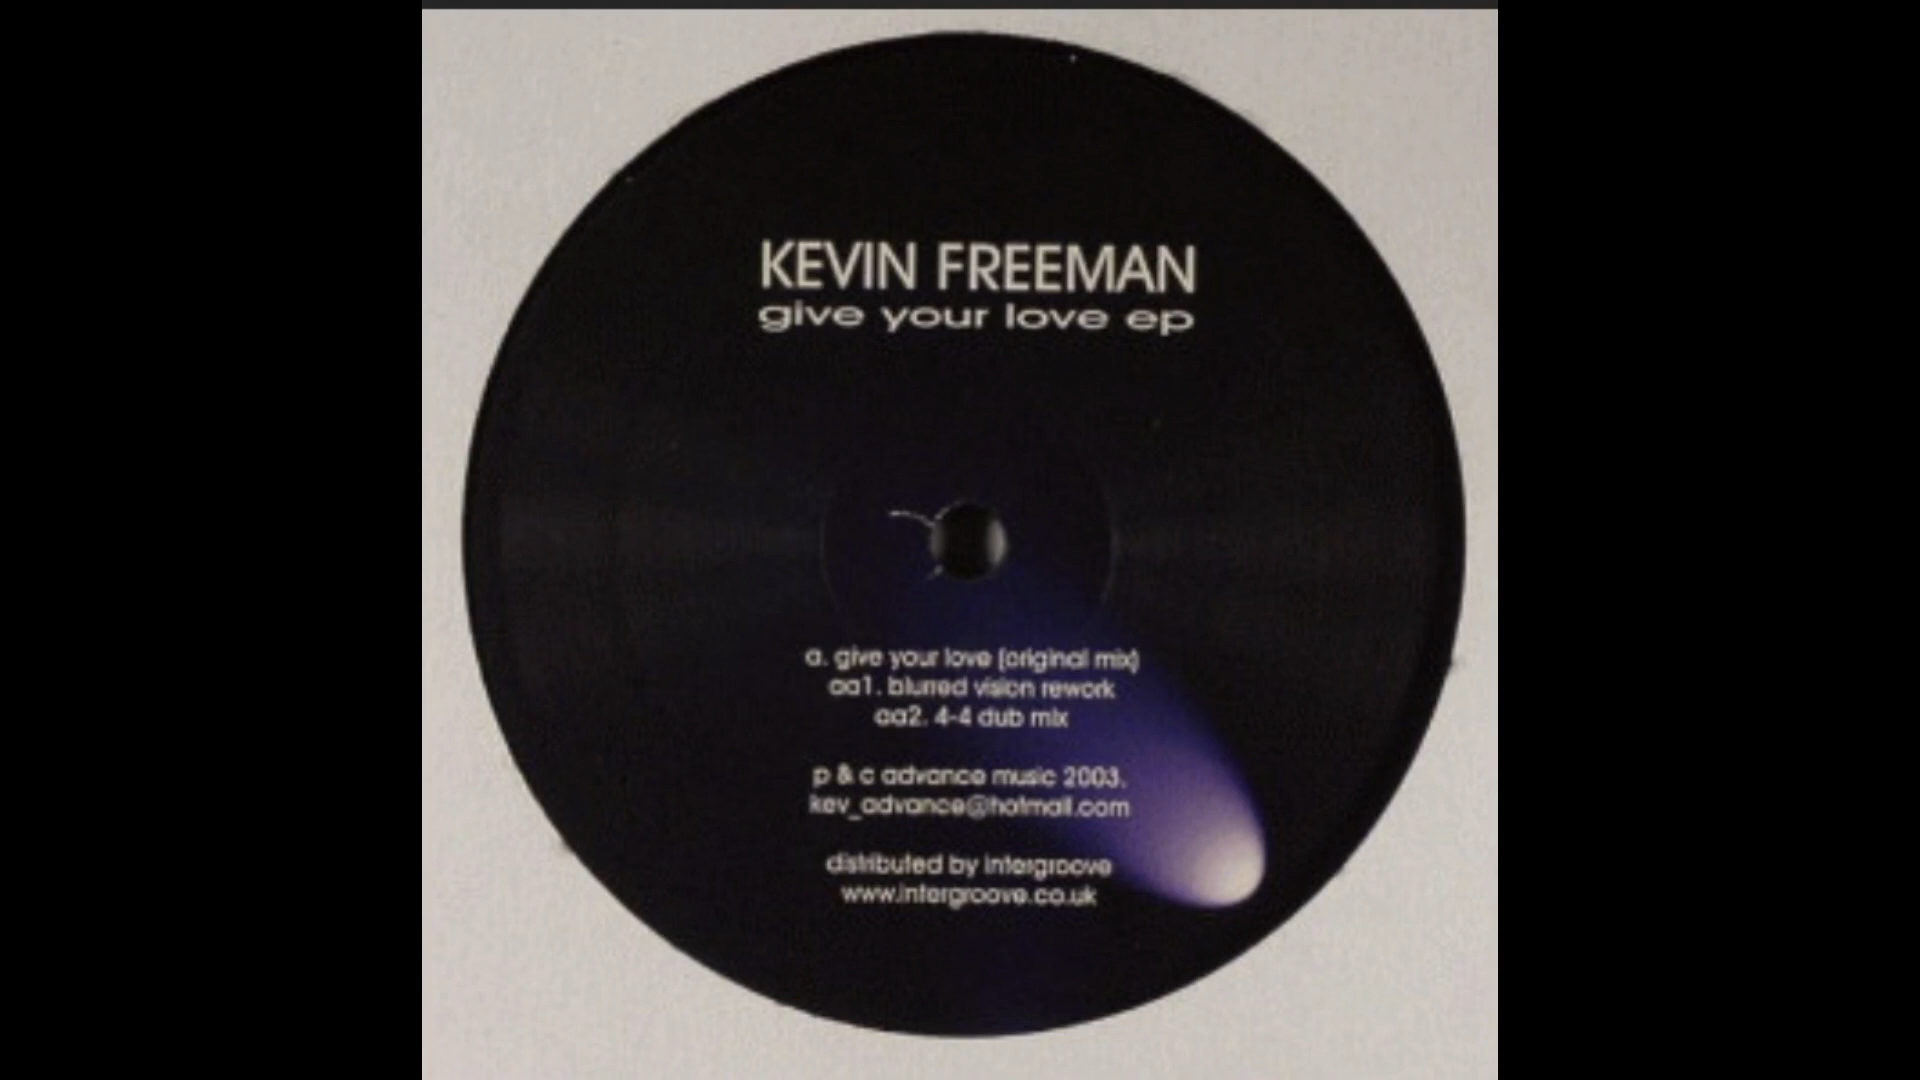 KEVIN FREEMAN
give your love ep
a. give your love (original mix)
aa1. blurred vision rework
aa2. 4-4 dub mix
p & c advance music 2003.
kev_advance@hotmail.com
distributed by intergroove
www.intergroove.co.uk